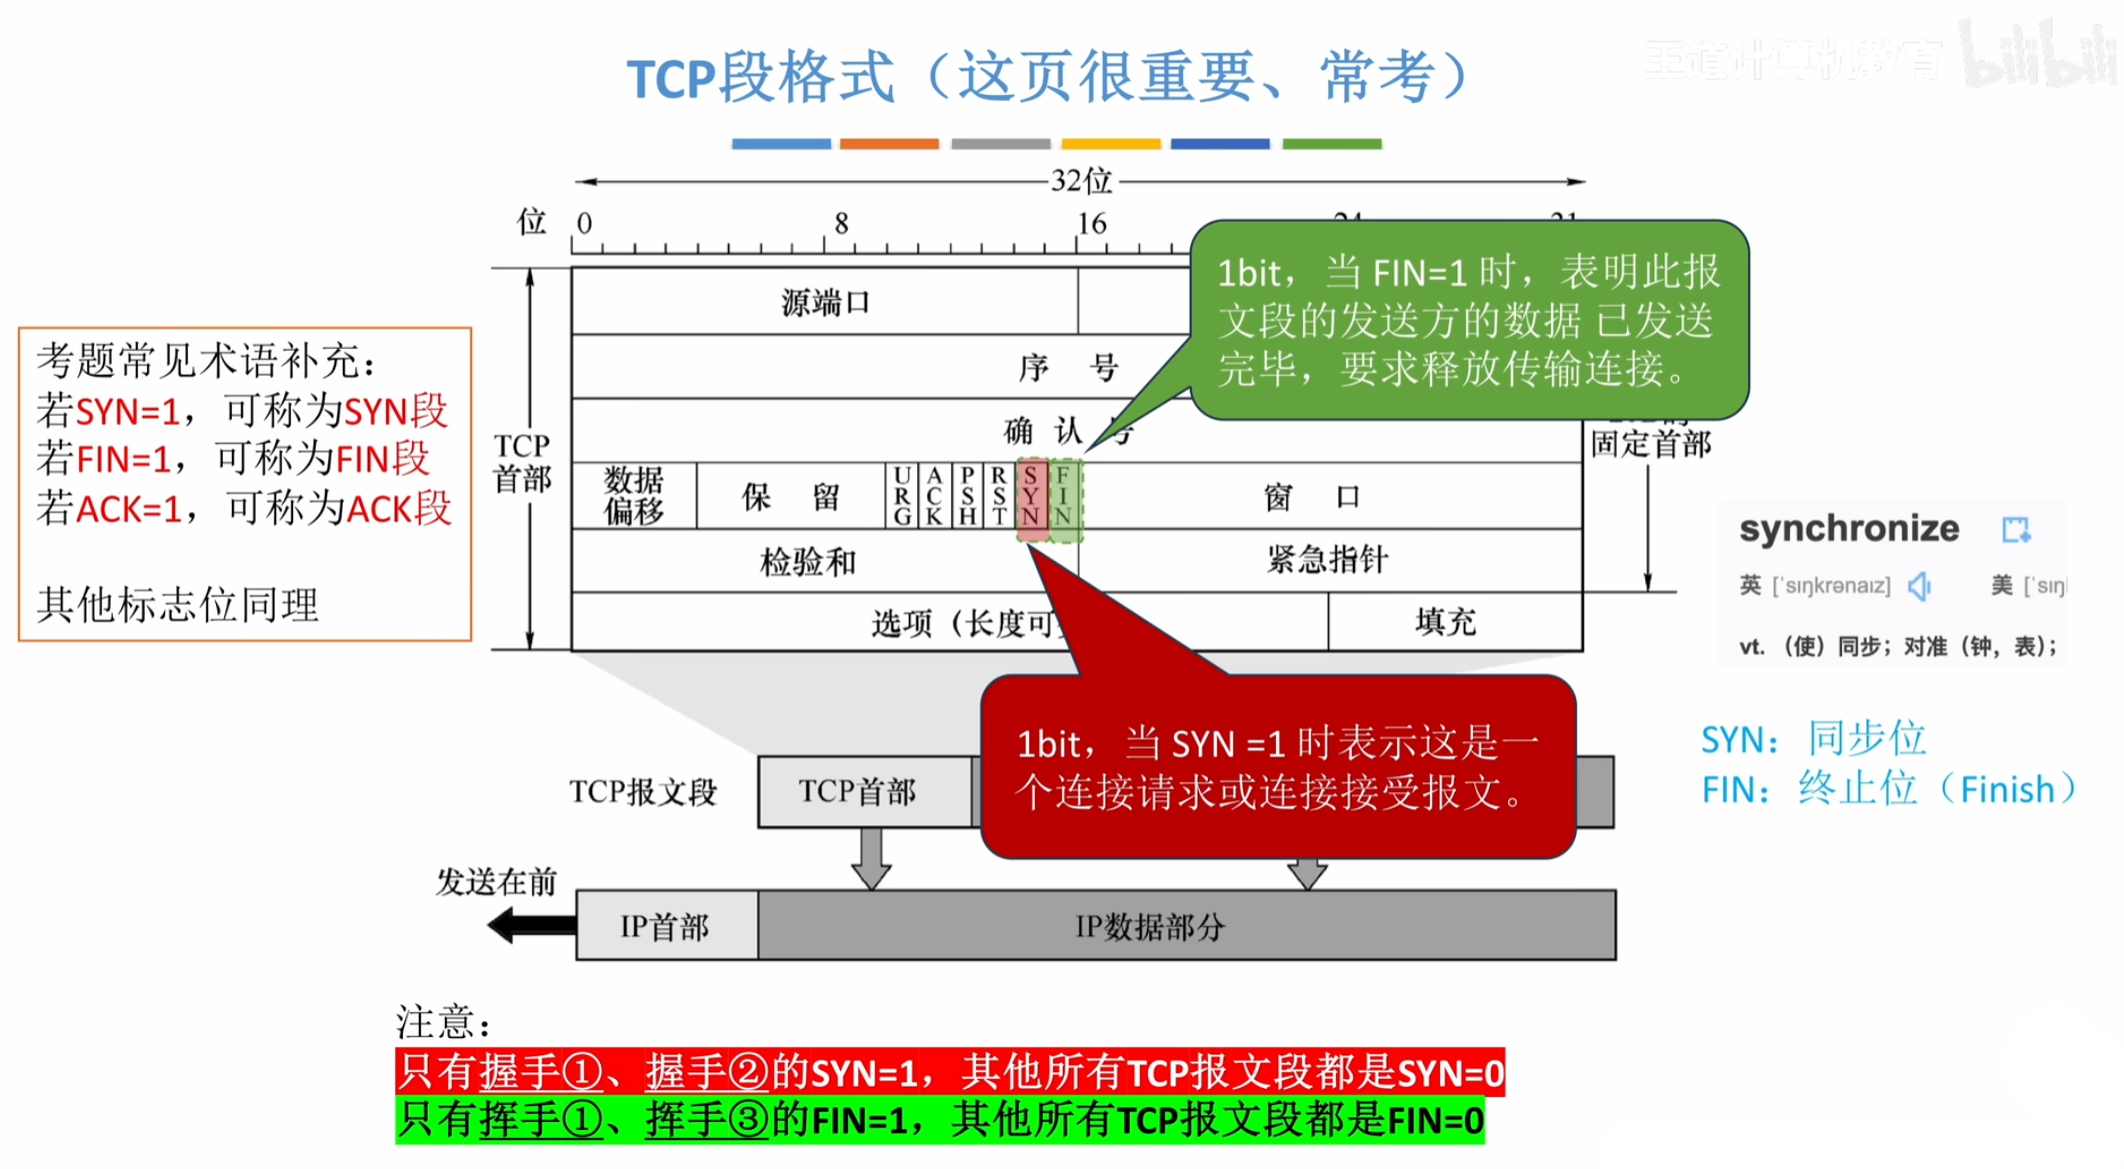 TCP段格式（这页很重要、常考）
王道计算机教育 bilibili
32位
位 0 8 16
源端口
序 号
确 认 号
TCP
首部
固定首部
数据
偏移
保 留
URG
ACK
PSH
RST
SYN
FIN
窗 口
检验和
紧急指针
选项（长度可
填充
1bit，当 FIN=1 时，表明此报
文段的发送方的数据 已发送
完毕，要求释放传输连接。
考题常见术语补充：
若SYN=1，可称为SYN段
若FIN=1，可称为FIN段
若ACK=1，可称为ACK段
其他标志位同理
synchronize
英 [ˈsɪŋkrənaɪz] 美 [ˈsɪŋ
vt. （使）同步；对准（钟，表）；
1bit，当 SYN =1 时表示这是一
个连接请求或连接接受报文。
SYN：同步位
FIN：终止位（Finish）
TCP报文段
TCP首部
发送在前
IP首部
IP数据部分
注意：
只有握手①、握手②的SYN=1，其他所有TCP报文段都是SYN=0
只有挥手①、挥手③的FIN=1，其他所有TCP报文段都是FIN=0